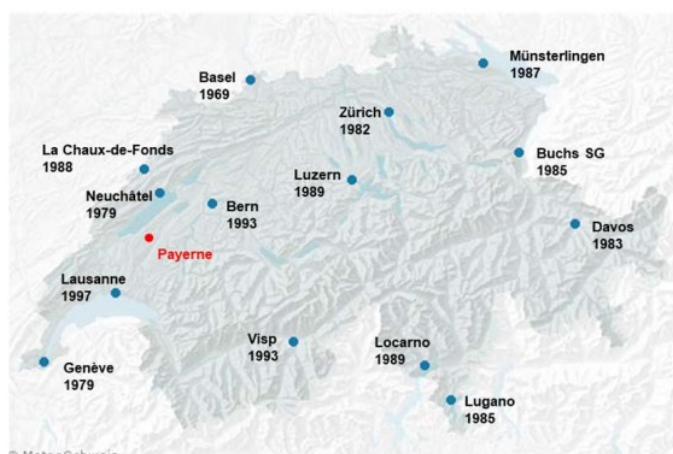 Münsterlingen
1987
Basel
1969
Zürich
1982
La Chaux-de-Fonds
1988
Buchs SG
1985
Luzern
1989
Neuchâtel
1979
Bern
1993
Davos
1983
Payerne
Lausanne
1997
Visp
1993
Locarno
1989
Genève
1979
Lugano
1985